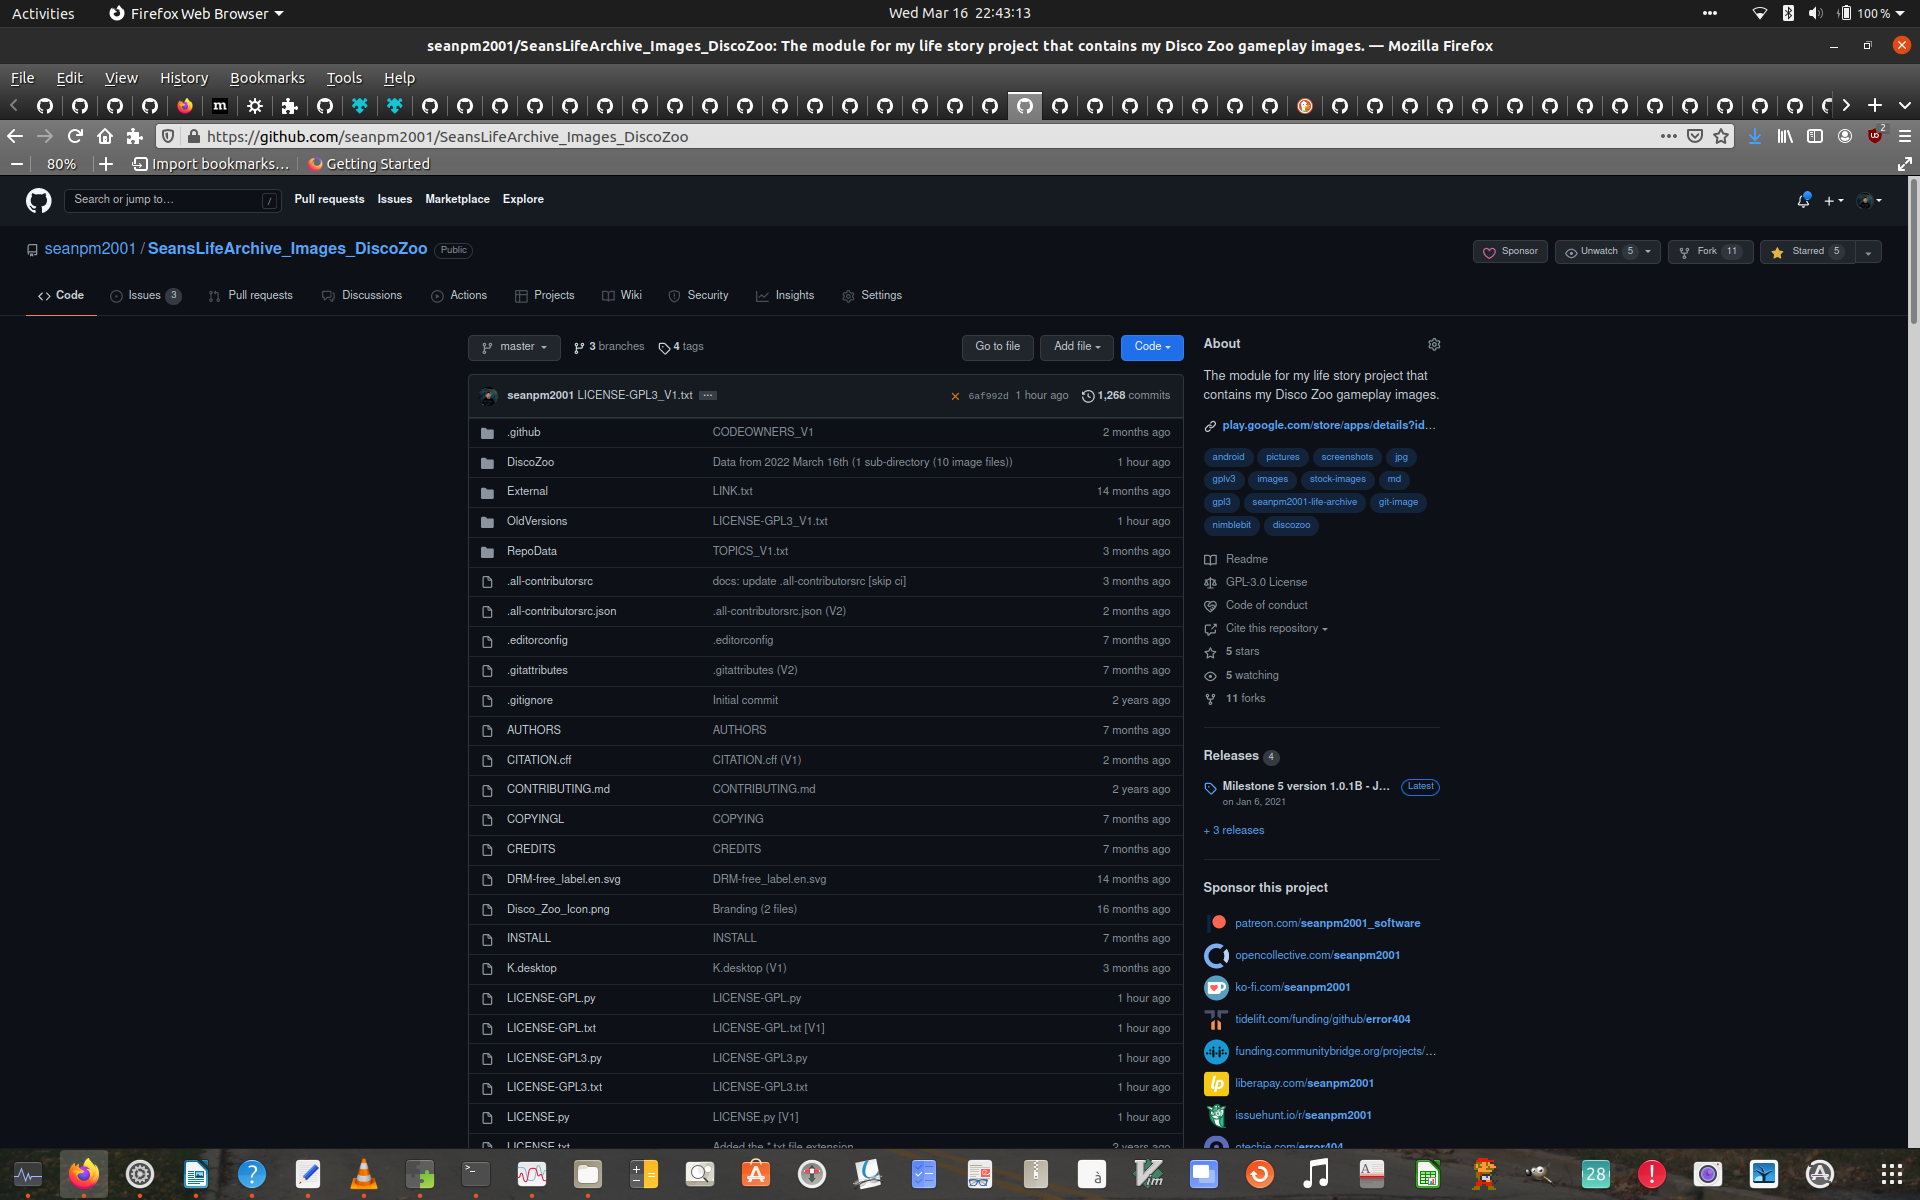 Activities
Firefox Web Browser
Wed Mar 16 22:43:13
100 %
seanpm2001/SeansLifeArchive_Images_DiscoZoo: The module for my life story project that contains my Disco Zoo gameplay images. — Mozilla Firefox
File Edit View History Bookmarks Tools Help
https://github.com/seanpm2001/SeansLifeArchive_Images_DiscoZoo
2
80%
Import bookmarks…
Getting Started
Search or jump to…
/
Pull requests
Issues
Marketplace
Explore
seanpm2001 / SeansLifeArchive_Images_DiscoZoo
Public
Sponsor
Unwatch 5
Fork 11
Starred 5
Code
Issues 3
Pull requests
Discussions
Actions
Projects
Wiki
Security
Insights
Settings
master
3 branches
4 tags
Go to file
Add file
Code
seanpm2001 LICENSE-GPL3_V1.txt
6af992d 1 hour ago
1,268 commits
.github CODEOWNERS_V1 2 months ago
DiscoZoo Data from 2022 March 16th (1 sub-directory (10 image files)) 1 hour ago
External LINK.txt 14 months ago
OldVersions LICENSE-GPL3_V1.txt 1 hour ago
RepoData TOPICS_V1.txt 3 months ago
.all-contributorsrc docs: update .all-contributorsrc [skip ci] 3 months ago
.all-contributorsrc.json .all-contributorsrc.json (V2) 2 months ago
.editorconfig .editorconfig 7 months ago
.gitattributes .gitattributes (V2) 7 months ago
.gitignore Initial commit 2 years ago
AUTHORS AUTHORS 7 months ago
CITATION.cff CITATION.cff (V1) 2 months ago
CONTRIBUTING.md CONTRIBUTING.md 2 years ago
COPYINGL COPYING 7 months ago
CREDITS CREDITS 7 months ago
DRM-free_label.en.svg DRM-free_label.en.svg 14 months ago
Disco_Zoo_Icon.png Branding (2 files) 16 months ago
INSTALL INSTALL 7 months ago
K.desktop K.desktop (V1) 3 months ago
LICENSE-GPL.py LICENSE-GPL.py 1 hour ago
LICENSE-GPL.txt LICENSE-GPL.txt [V1] 1 hour ago
LICENSE-GPL3.py LICENSE-GPL3.py 1 hour ago
LICENSE-GPL3.txt LICENSE-GPL3.txt 1 hour ago
LICENSE.py LICENSE.py [V1] 1 hour ago
LICENSE.txt Added the *.txt file extension 2 years ago
About
The module for my life story project that
contains my Disco Zoo gameplay images.
play.google.com/store/apps/details?id…
android pictures screenshots jpg
gplv3 images stock-images md
gpl3 seanpm2001-life-archive git-image
nimblebit discozoo
Readme
GPL-3.0 License
Code of conduct
Cite this repository
5 stars
5 watching
11 forks
Releases 4
Milestone 5 version 1.0.1B - J… Latest
on Jan 6, 2021
+ 3 releases
Sponsor this project
patreon.com/seanpm2001_software
opencollective.com/seanpm2001
ko-fi.com/seanpm2001
tidelift.com/funding/github/error404
funding.communitybridge.org/projects/…
liberapay.com/seanpm2001
issuehunt.io/r/seanpm2001
otechie.com/error404
28